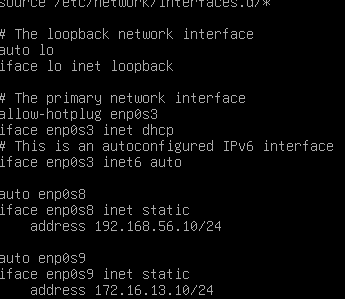 source /etc/network/interfaces.d/*

# The loopback network interface
auto lo
iface lo inet loopback

# The primary network interface
allow-hotplug enp0s3
iface enp0s3 inet dhcp
# This is an autoconfigured IPv6 interface
iface enp0s3 inet6 auto

auto enp0s8
iface enp0s8 inet static
    address 192.168.56.10/24

auto enp0s9
iface enp0s9 inet static
    address 172.16.13.10/24